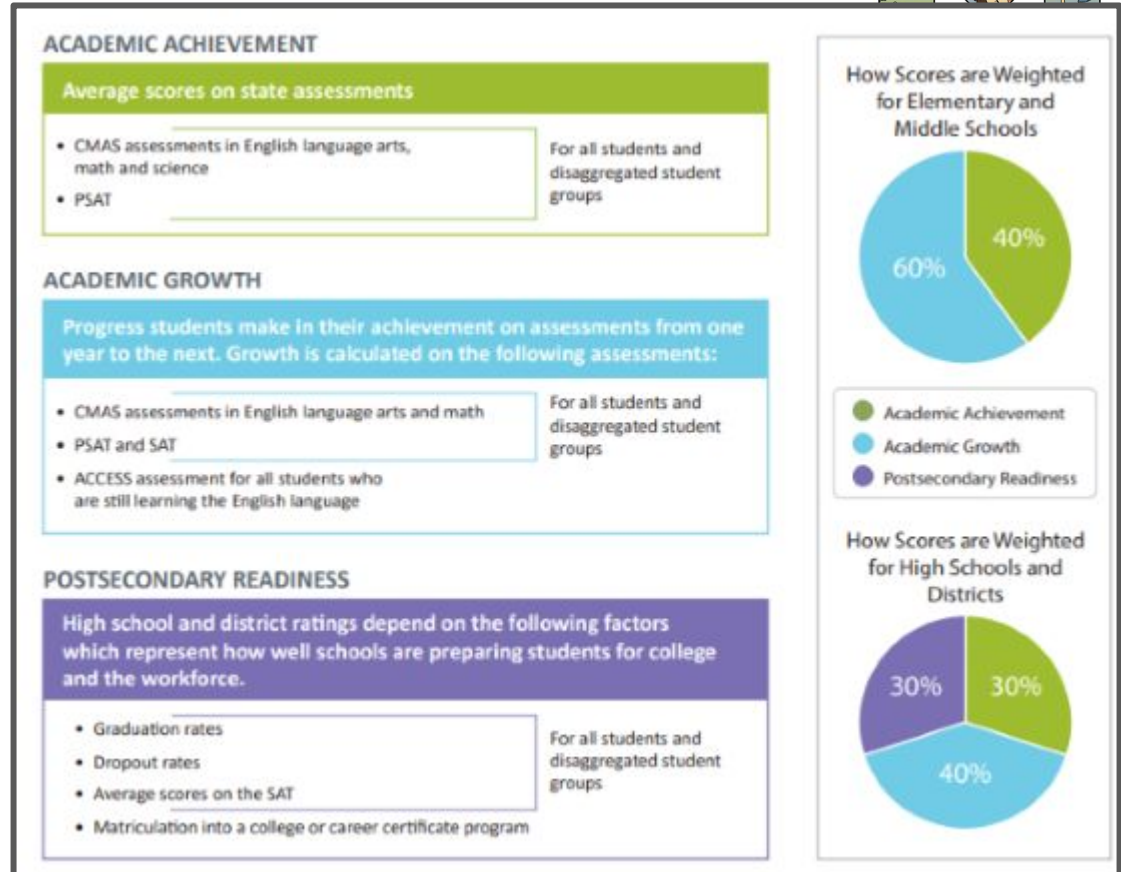 ACADEMIC ACHIEVEMENT
Average scores on state assessments
• CMAS assessments in English language arts,
math and science
• PSAT
For all students and
disaggregated student
groups
ACADEMIC GROWTH
Progress students make in their achievement on assessments from one
year to the next. Growth is calculated on the following assessments:
• CMAS assessments in English language arts and math
• PSAT and SAT
• ACCESS assessment for all students who
are still learning the English language
For all students and
disaggregated student
groups
POSTSECONDARY READINESS
High school and district ratings depend on the following factors
which represent how well schools are preparing students for college
and the workforce.
• Graduation rates
• Dropout rates
• Average scores on the SAT
• Matriculation into a college or career certificate program
For all students and
disaggregated student
groups
How Scores are Weighted
for Elementary and
Middle Schools
40%
60%
Academic Achievement
Academic Growth
Postsecondary Readiness
How Scores are Weighted
for High Schools and
Districts
30%
30%
40%